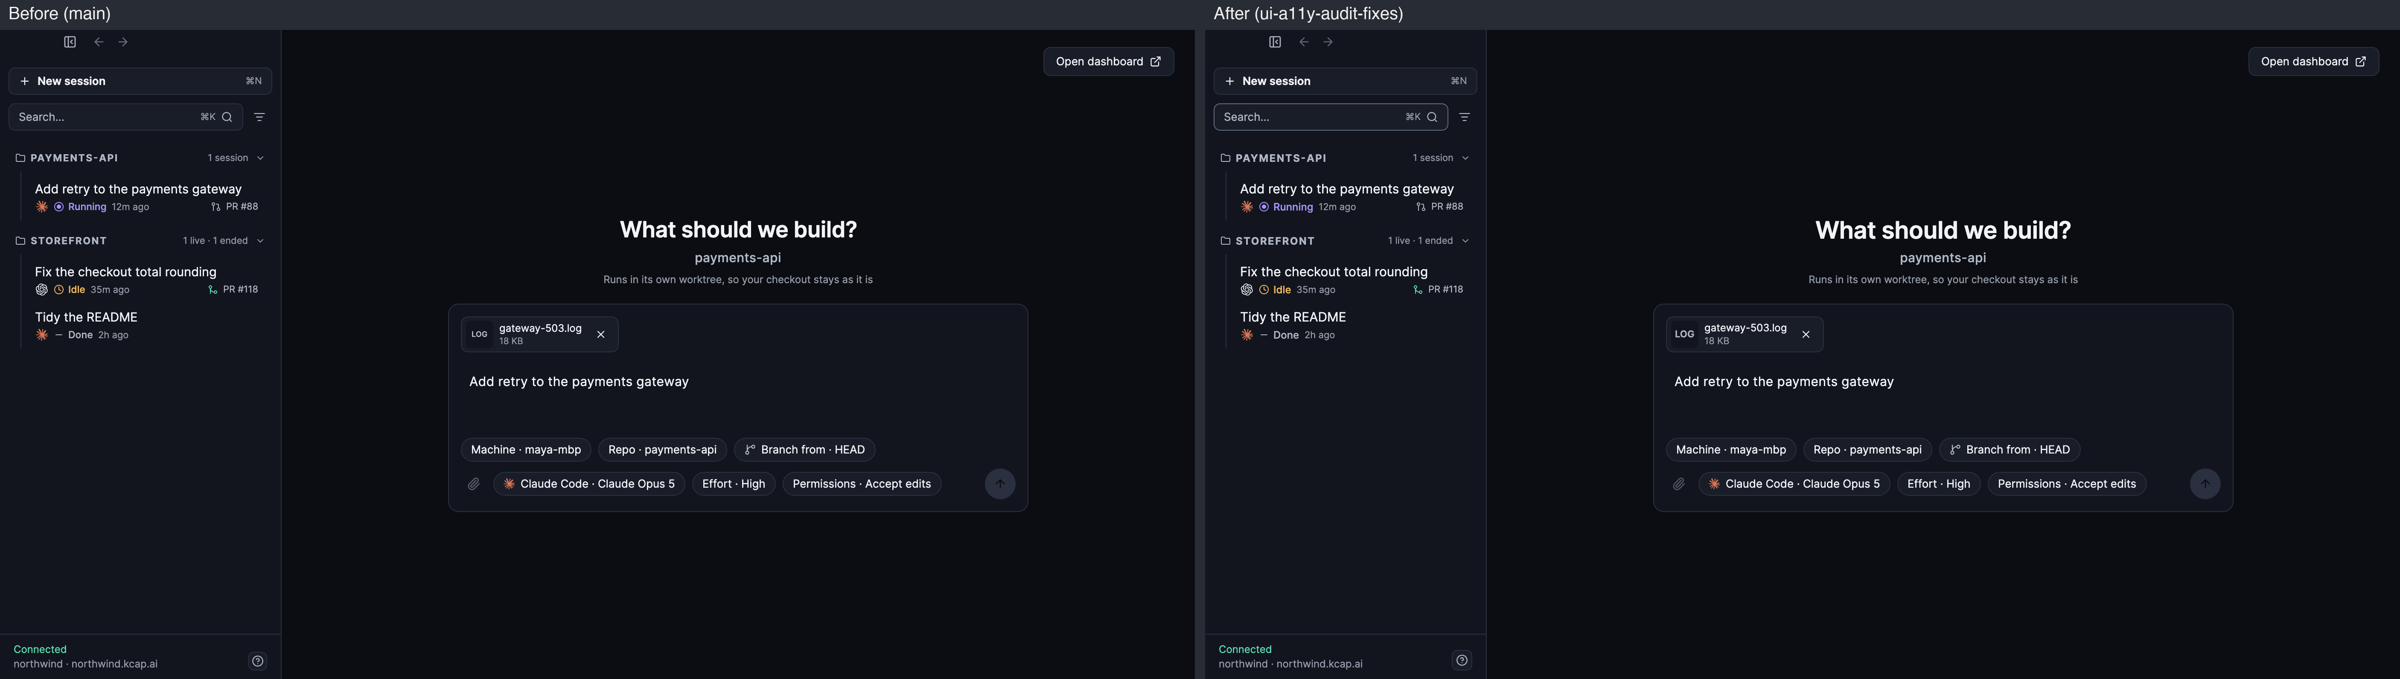 Before (main)
New session ⌘N
Search... ⌘K
PAYMENTS-API 1 session
Add retry to the payments gateway
Running 12m ago PR #88
STOREFRONT 1 live · 1 ended
Fix the checkout total rounding
Idle 35m ago PR #118
Tidy the README
Done 2h ago
Connected
northwind · northwind.kcap.ai
Open dashboard
What should we build?
payments-api
Runs in its own worktree, so your checkout stays as it is
LOG gateway-503.log
18 KB
Add retry to the payments gateway
Machine · maya-mbp Repo · payments-api Branch from · HEAD
Claude Code · Claude Opus 5 Effort · High Permissions · Accept edits
After (ui-a11y-audit-fixes)
New session ⌘N
Search... ⌘K
PAYMENTS-API 1 session
Add retry to the payments gateway
Running 12m ago PR #88
STOREFRONT 1 live · 1 ended
Fix the checkout total rounding
Idle 35m ago PR #118
Tidy the README
Done 2h ago
Connected
northwind · northwind.kcap.ai
Open dashboard
What should we build?
payments-api
Runs in its own worktree, so your checkout stays as it is
LOG gateway-503.log
18 KB
Add retry to the payments gateway
Machine · maya-mbp Repo · payments-api Branch from · HEAD
Claude Code · Claude Opus 5 Effort · High Permissions · Accept edits